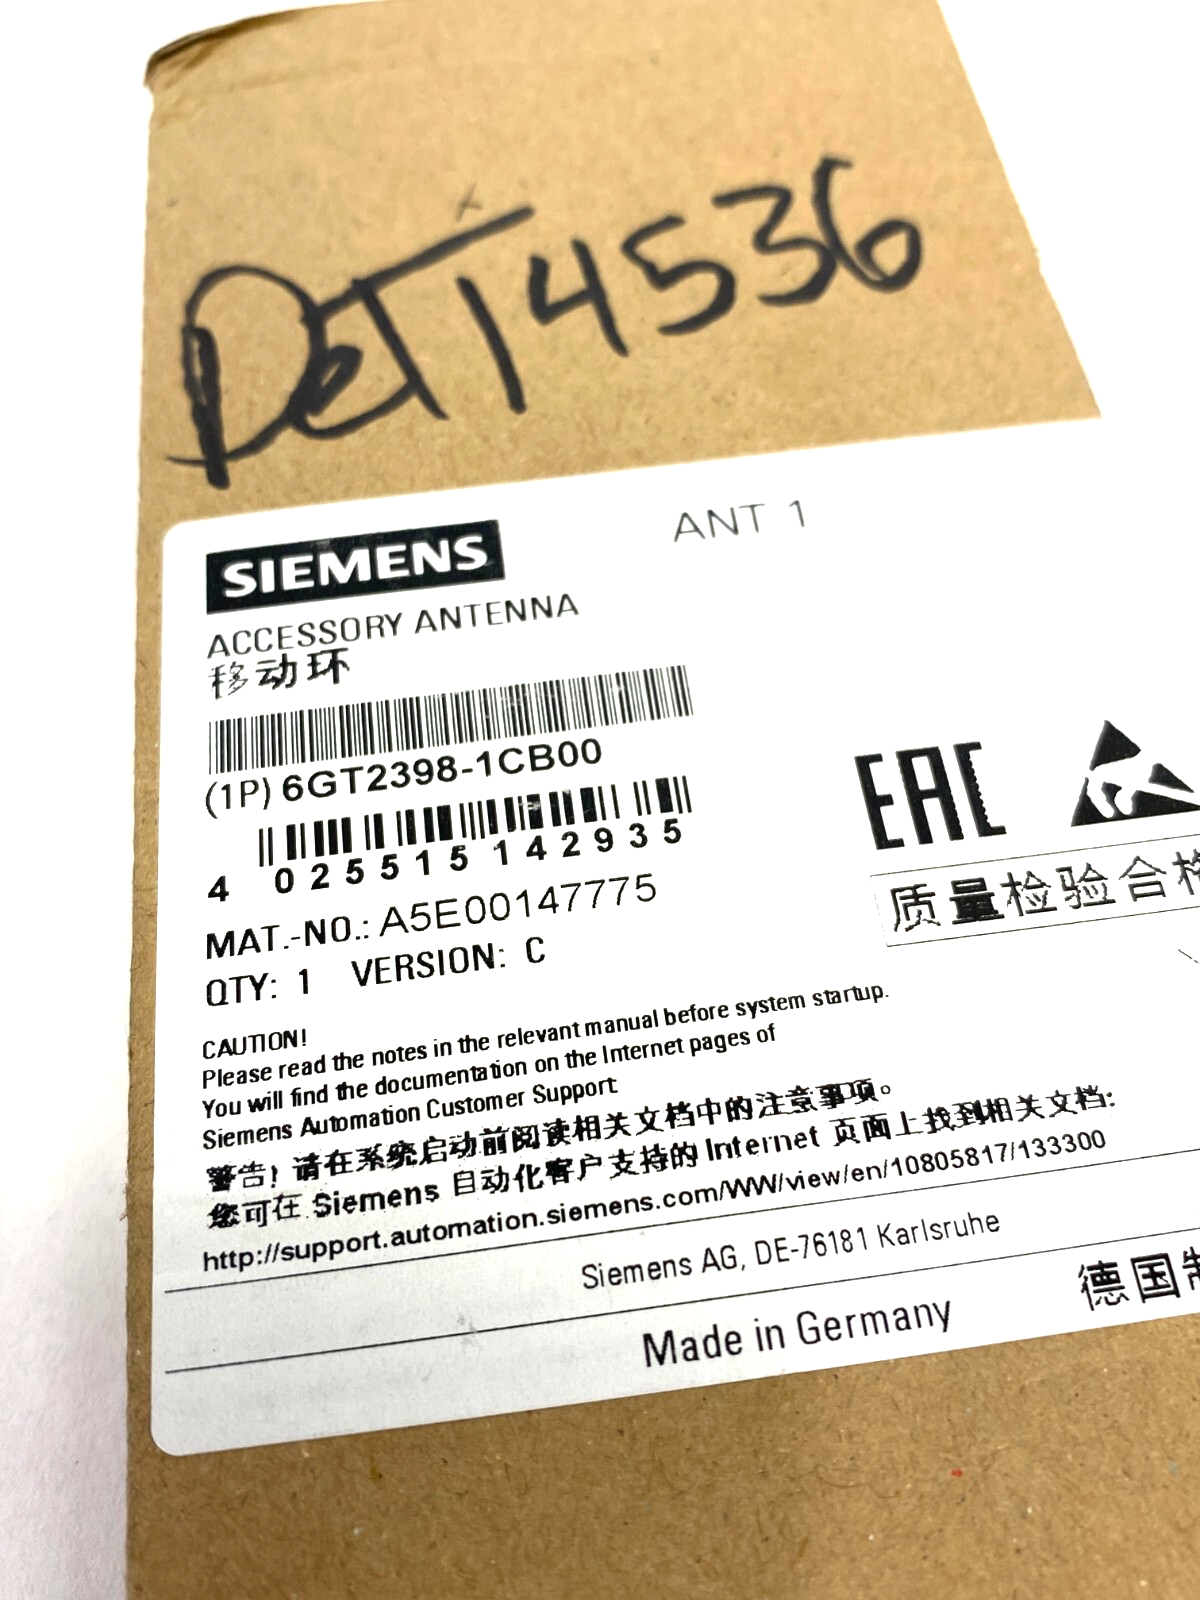 DET14536
SIEMENS
ANT 1
ACCESSORY ANTENNA
移动环
(1P) 6GT2398-1CB00
4 025515 142935
MAT.-NO.: A5E00147775
QTY: 1 VERSION: C
EAC
质量检验合格
CAUTION!
Please read the notes in the relevant manual before system startup.
You will find the documentation on the Internet pages of
Siemens Automation Customer Support
警告! 请在系统启动前阅读相关文档中的注意事项。
您可在 Siemens 自动化客户支持的 Internet 页面上找到相关文档:
http://support.automation.siemens.com/WW/view/en/10805817/133300
Siemens AG, DE-76181 Karlsruhe
Made in Germany
德国制